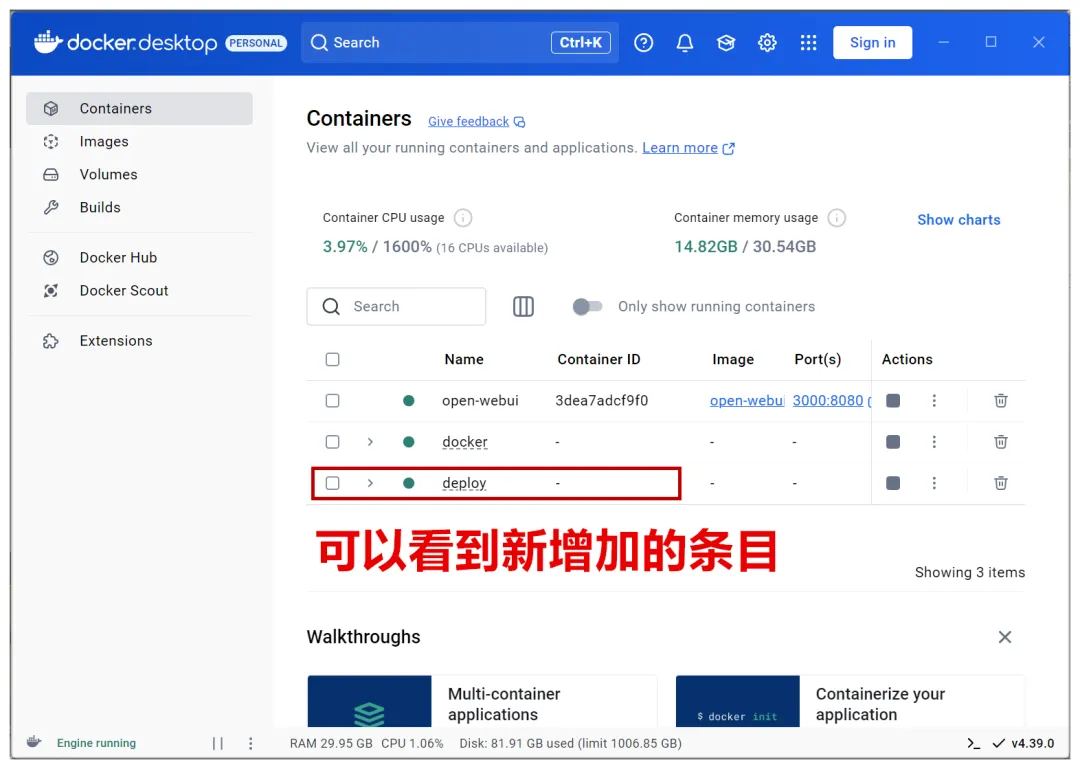 docker.desktop PERSONAL Search Ctrl+K Sign in
Containers
Images
Volumes
Builds
Docker Hub
Docker Scout
Extensions
Containers Give feedback
View all your running containers and applications. Learn more
Container CPU usage Container memory usage Show charts
3.97% / 1600% (16 CPUs available) 14.82GB / 30.54GB
Search Only show running containers
Name Container ID Image Port(s) Actions
open-webui 3dea7adcf9f0 open-webui 3000:8080
docker - - -
deploy - - -
可以看到新增加的条目
Showing 3 items
Walkthroughs
Multi-container
applications
$ docker init
Containerize your
application
Engine running RAM 29.95 GB CPU 1.06% Disk: 81.91 GB used (limit 1006.85 GB) v4.39.0